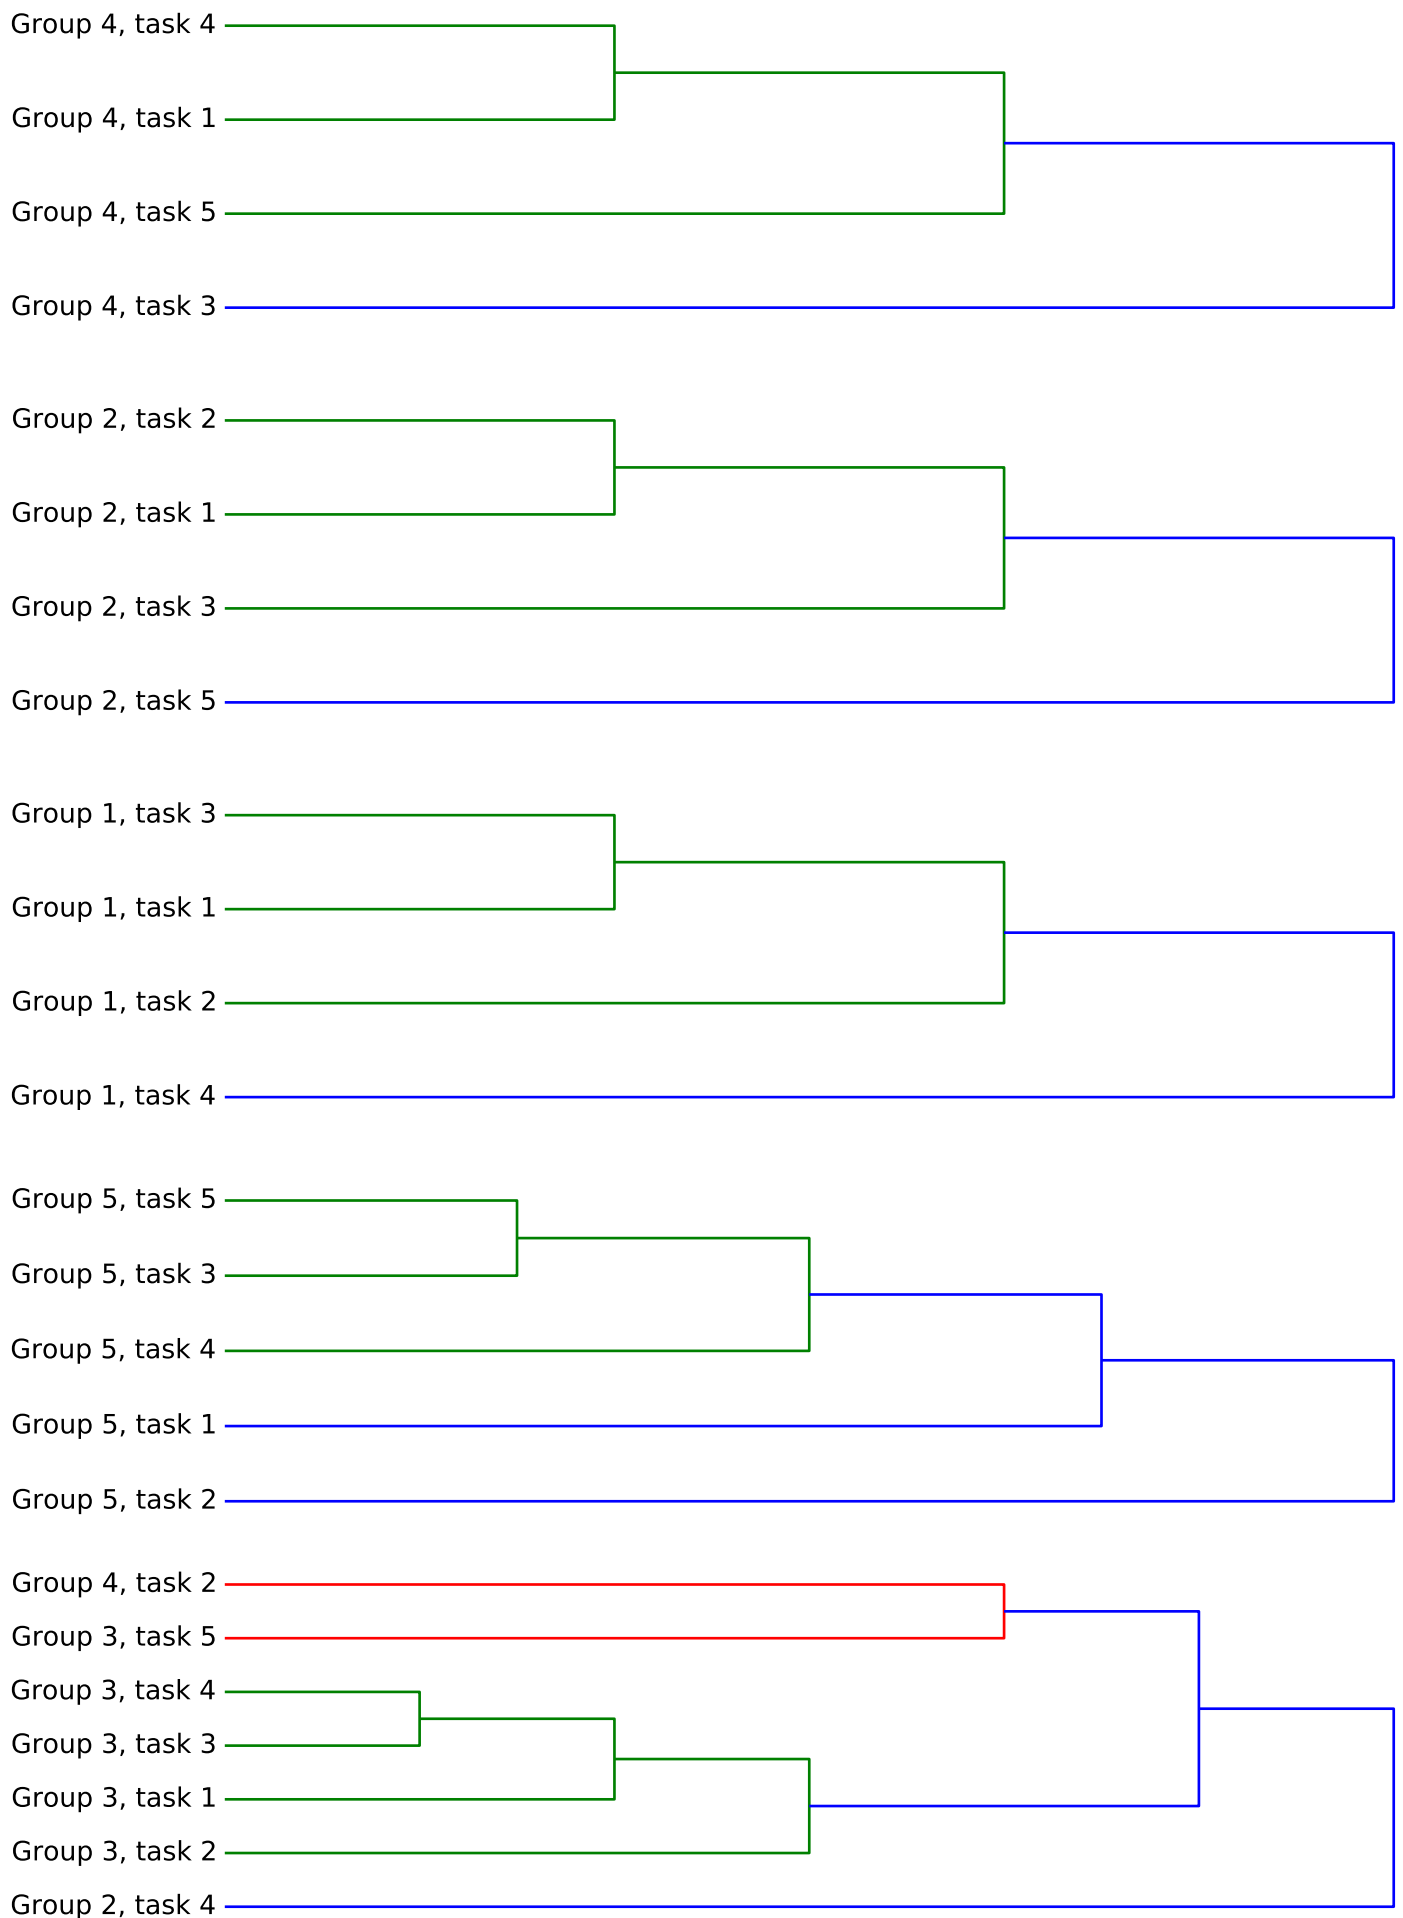 Group 4, task 4
Group 4, task 1
Group 4, task 5
Group 4, task 3
Group 2, task 2
Group 2, task 1
Group 2, task 3
Group 2, task 5
Group 1, task 3
Group 1, task 1
Group 1, task 2
Group 1, task 4
Group 5, task 5
Group 5, task 3
Group 5, task 4
Group 5, task 1
Group 5, task 2
Group 4, task 2
Group 3, task 5
Group 3, task 4
Group 3, task 3
Group 3, task 1
Group 3, task 2
Group 2, task 4